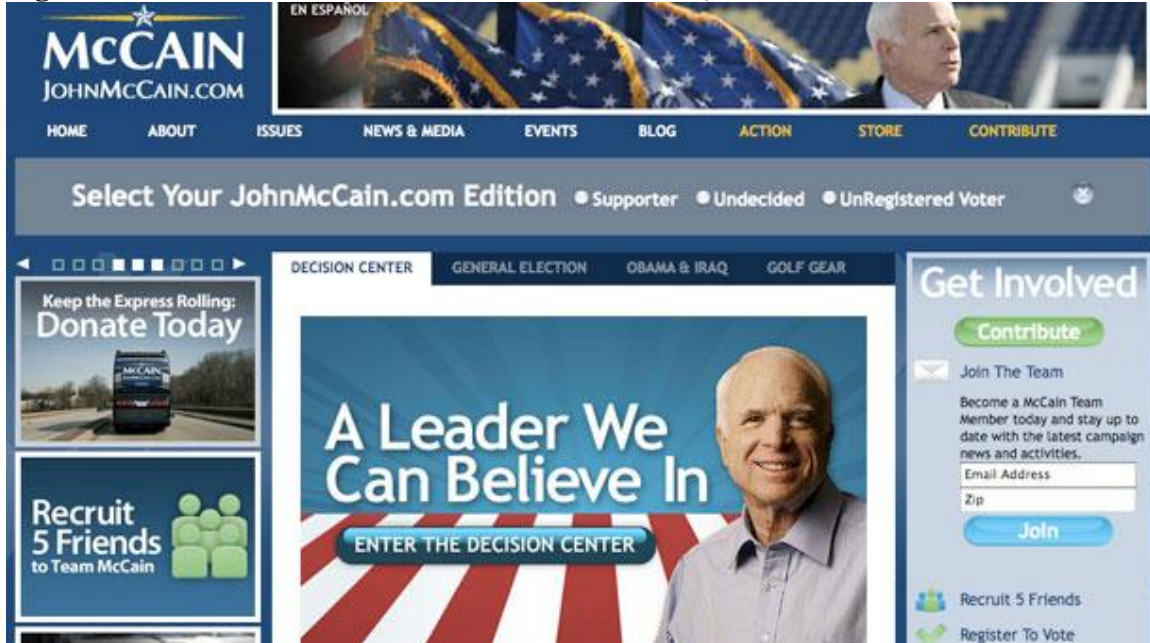 EN ESPAÑOL
McCAIN
JOHNMCCAIN.COM
HOME ABOUT ISSUES NEWS & MEDIA EVENTS BLOG ACTION STORE CONTRIBUTE
Select Your JohnMcCain.com Edition Supporter Undecided UnRegistered Voter
Keep the Express Rolling:
Donate Today
McCAIN
Recruit
5 Friends
to Team McCain
DECISION CENTER GENERAL ELECTION OBAMA & IRAQ GOLF GEAR
A Leader We
Can Believe In
ENTER THE DECISION CENTER
Get Involved
Contribute
Join The Team
Become a McCain Team
Member today and stay up to
date with the latest campaign
news and activities.
Email Address
Zip
Join
Recruit 5 Friends
Register To Vote